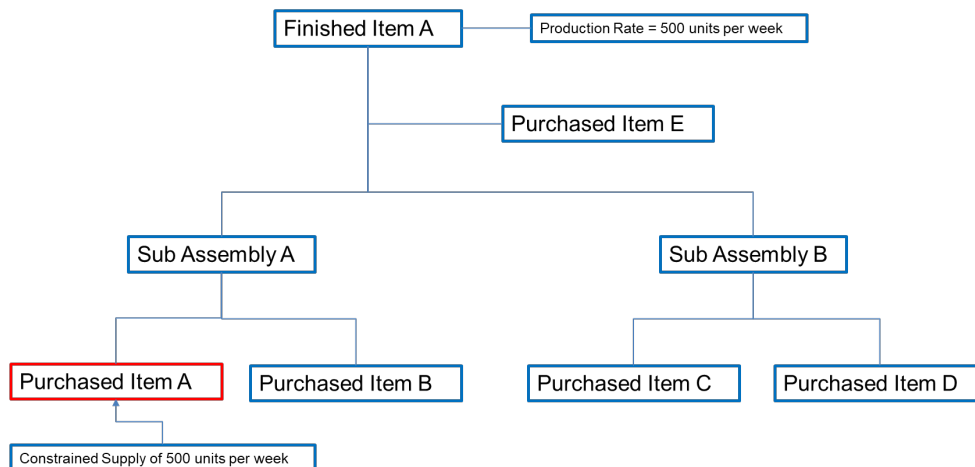 Finished Item A
Production Rate = 500 units per week
Purchased Item E
Sub Assembly A
Sub Assembly B
Purchased Item A
Purchased Item B
Purchased Item C
Purchased Item D
Constrained Supply of 500 units per week